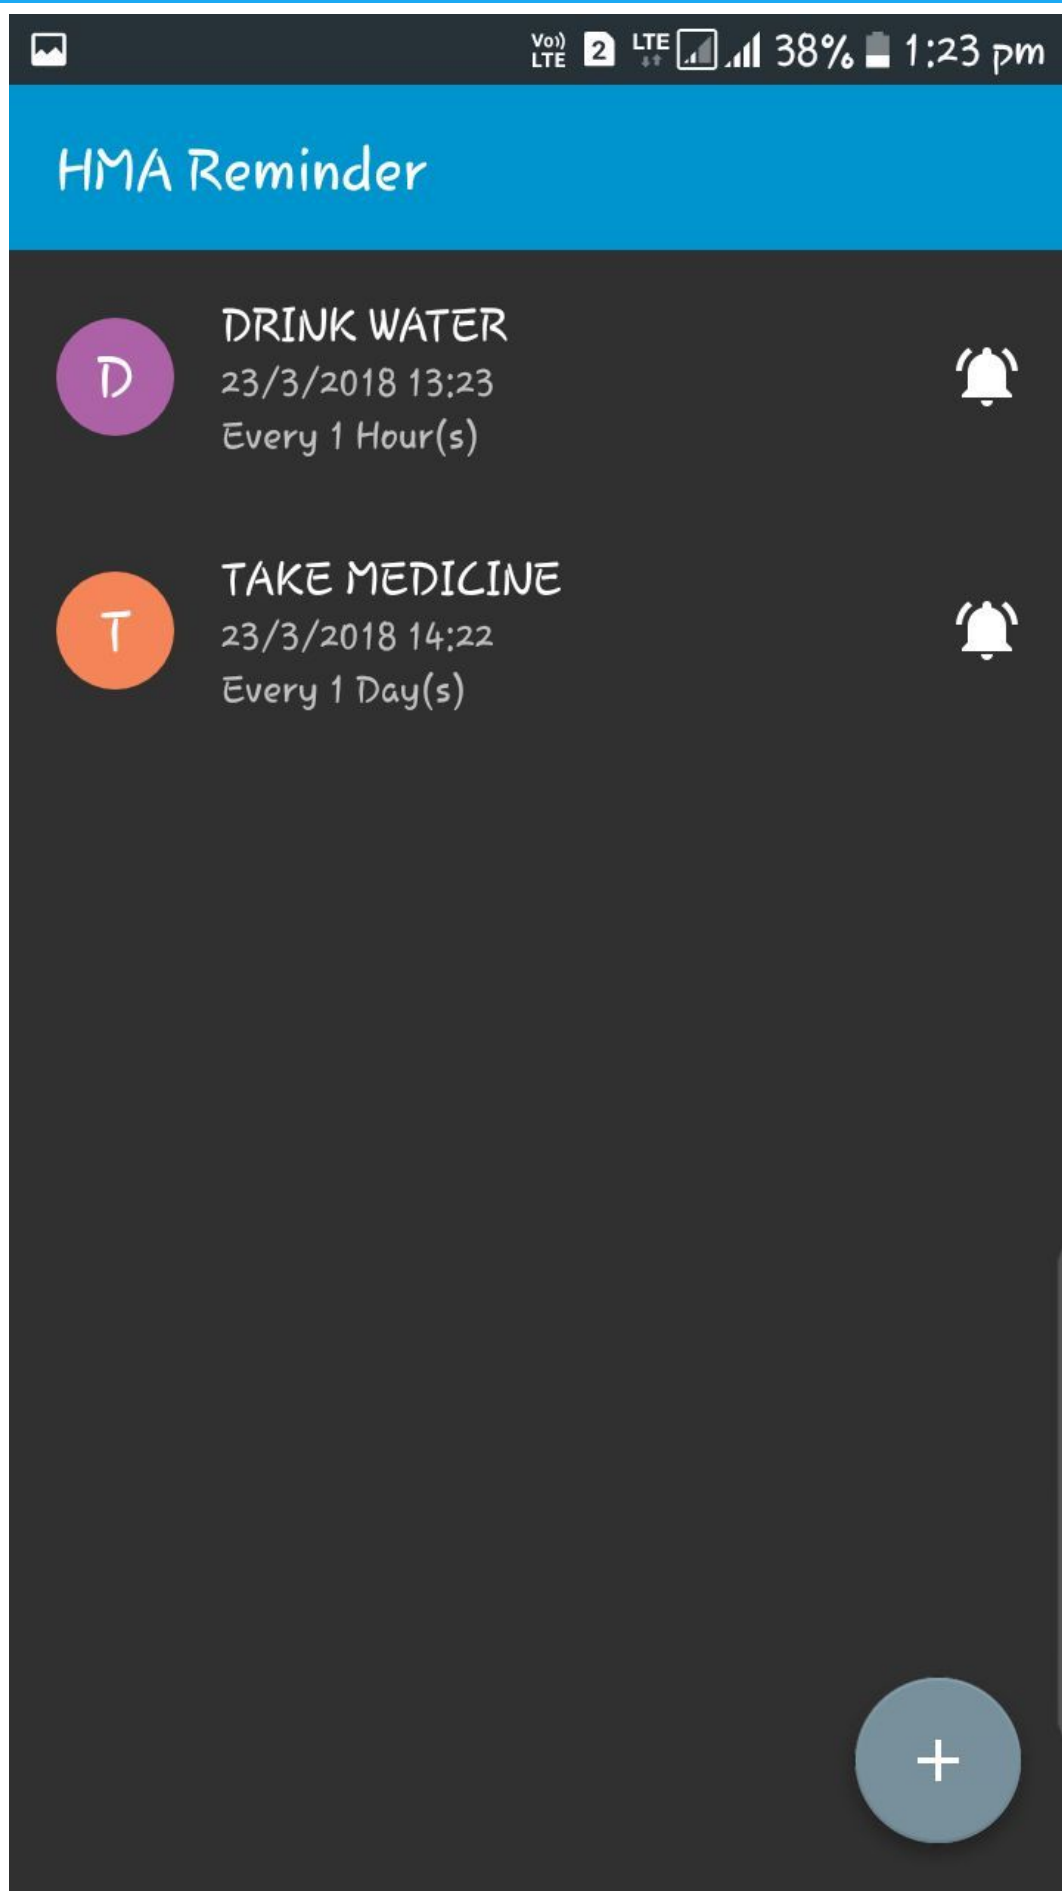 Vo)) LTE 2 LTE 38% 1:23 pm
HMA Reminder
D
DRINK WATER
23/3/2018 13:23
Every 1 Hour(s)
T
TAKE MEDICINE
23/3/2018 14:22
Every 1 Day(s)
+